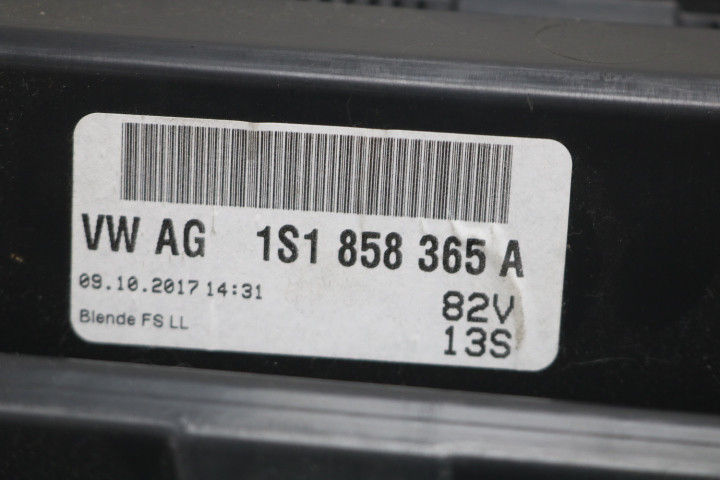 VW AG 1S1 858 365 A
09.10.2017 14:31 82V
Blende FS LL 13S